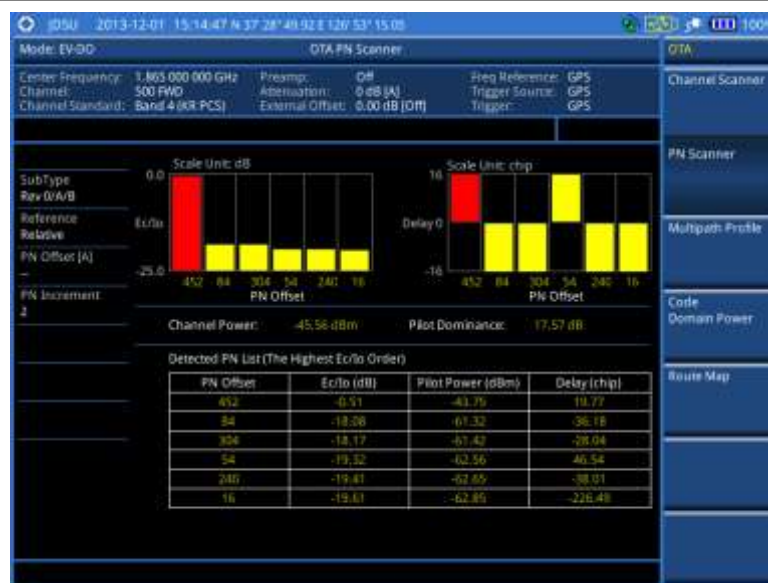 JDSU 2013-12-01 15:14:47 N 37° 28" 49.92 E 126° 53" 15.05 100%
Mode: EV-DO OTA PN Scanner OTA
Center Frequency: 1.865 000 000 GHz Preamp: Off Freq Reference: GPS
Channel: 500 FWD Attenuation: 0 dB [A] Trigger Source: GPS
Channel Standard: Band 4 (KR PCS) External Offset: 0.00 dB [Off] Trigger: GPS
Channel Scanner
PN Scanner
Multipath Profile
Code
Domain Power
Route Map
SubType
Rev 0/A/B
Reference
Relative
PN Offset [A]
--
PN Increment
2
Scale Unit: dB
0.0
Ec/Io
-25.0
452 84 304 54 240 16
PN Offset
Scale Unit: chip
16
Delay 0
-16
452 84 304 54 240 16
PN Offset
Channel Power: -45.56 dBm Pilot Dominance: 17.57 dB
Detected PN List (The Highest Ec/Io Order)
PN Offset Ec/Io (dB) Pilot Power (dBm) Delay (chip)
452 -0.51 -43.75 19.77
84 -18.08 -61.32 -36.18
304 -18.17 -61.42 -28.04
54 -19.32 -62.56 46.54
240 -19.41 -62.65 -38.01
16 -19.61 -62.85 -226.49